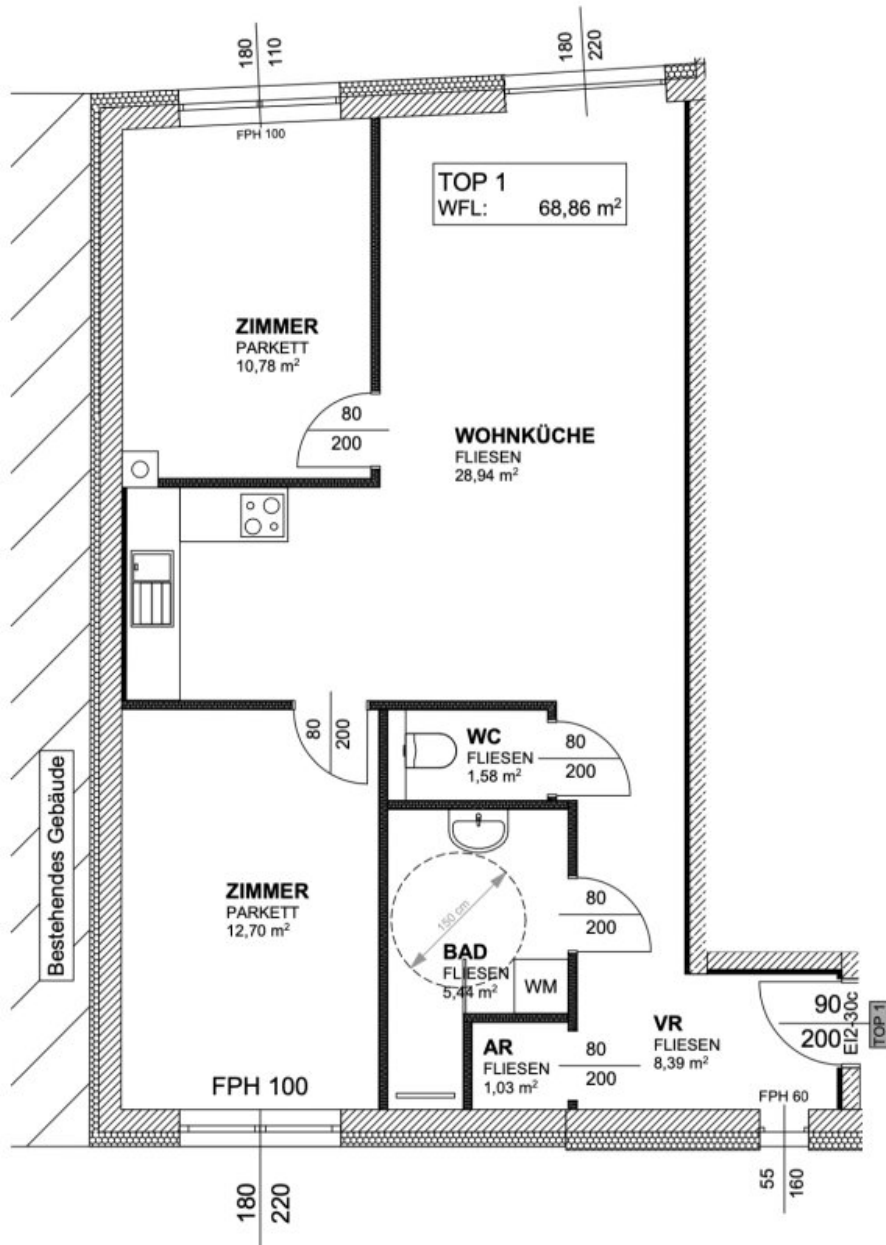 180
110
180
220
FPH 100
TOP 1
WFL: 68,86 m²
ZIMMER
PARKETT
10,78 m²
80
200
WOHNKÜCHE
FLIESEN
28,94 m²
80
200
WC
FLIESEN
1,58 m²
80
200
Bestehendes Gebäude
ZIMMER
PARKETT
12,70 m²
150 cm
80
200
BAD
FLIESEN
5,44 m²
WM
AR
FLIESEN
1,03 m²
80
200
VR
FLIESEN
8,39 m²
90
200
EI2-30c
TOP 1
FPH 100
FPH 60
180
220
55
160